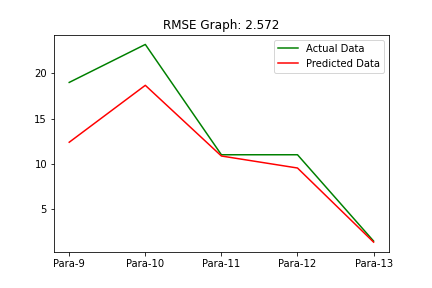 RMSE Graph: 2.572
Actual Data
Predicted Data
20
15
10
5
Para-9 Para-10 Para-11 Para-12 Para-13